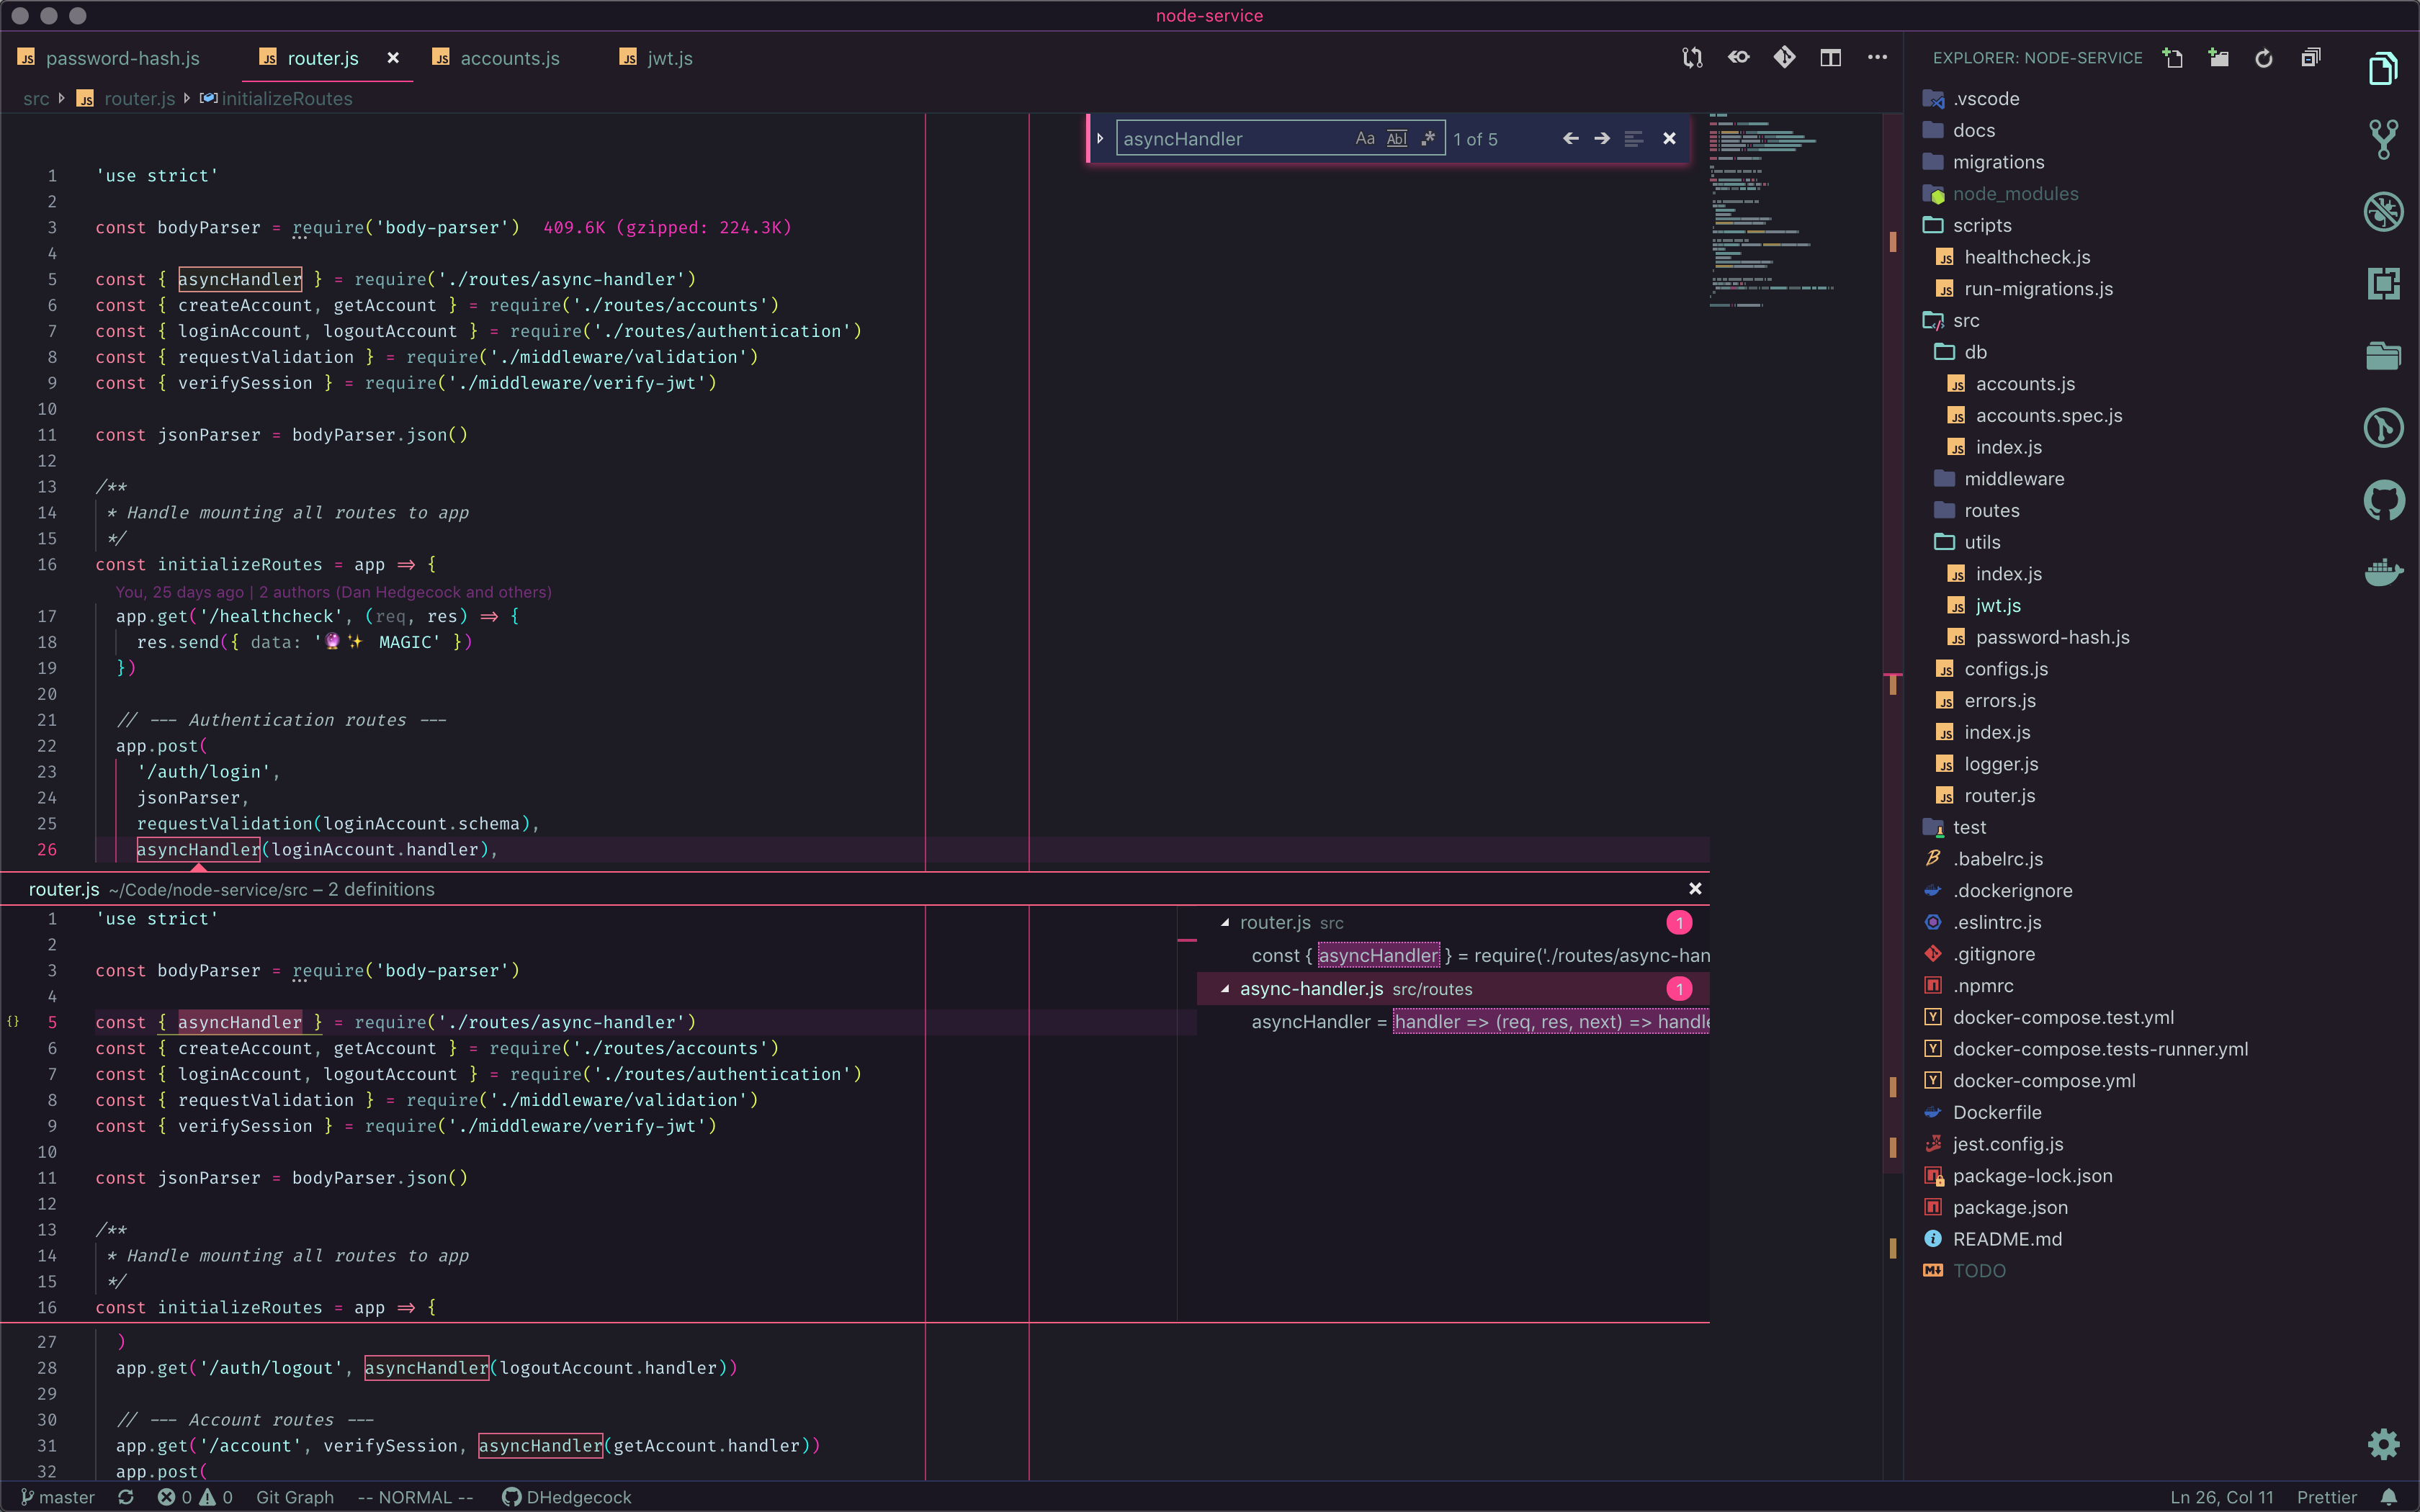 node-service
password-hash.js
router.js
accounts.js
jwt.js
src router.js initializeRoutes
asyncHandler Aa Abl .* 1 of 5
1 'use strict'
2
3 const bodyParser = require('body-parser') 409.6K (gzipped: 224.3K)
4
5 const { asyncHandler } = require('./routes/async-handler')
6 const { createAccount, getAccount } = require('./routes/accounts')
7 const { loginAccount, logoutAccount } = require('./routes/authentication')
8 const { requestValidation } = require('./middleware/validation')
9 const { verifySession } = require('./middleware/verify-jwt')
10
11 const jsonParser = bodyParser.json()
12
13 /**
14 * Handle mounting all routes to app
15 */
16 const initializeRoutes = app => {
You, 25 days ago | 2 authors (Dan Hedgecock and others)
17 app.get('/healthcheck', (req, res) => {
18 res.send({ data: '🔮✨ MAGIC' })
19 })
20
21 // --- Authentication routes ---
22 app.post(
23 '/auth/login',
24 jsonParser,
25 requestValidation(loginAccount.schema),
26 asyncHandler(loginAccount.handler),
router.js ~/Code/node-service/src – 2 definitions
1 'use strict'
2
3 const bodyParser = require('body-parser')
4
{} 5 const { asyncHandler } = require('./routes/async-handler')
6 const { createAccount, getAccount } = require('./routes/accounts')
7 const { loginAccount, logoutAccount } = require('./routes/authentication')
8 const { requestValidation } = require('./middleware/validation')
9 const { verifySession } = require('./middleware/verify-jwt')
10
11 const jsonParser = bodyParser.json()
12
13 /**
14 * Handle mounting all routes to app
15 */
16 const initializeRoutes = app => {
router.js src 1
const { asyncHandler } = require('./routes/async-han
async-handler.js src/routes 1
asyncHandler = handler => (req, res, next) => handle
27 )
28 app.get('/auth/logout', asyncHandler(logoutAccount.handler))
29
30 // --- Account routes ---
31 app.get('/account', verifySession, asyncHandler(getAccount.handler))
32 app.post(
EXPLORER: NODE-SERVICE
.vscode
docs
migrations
node_modules
scripts
JS healthcheck.js
JS run-migrations.js
src
db
JS accounts.js
JS accounts.spec.js
JS index.js
middleware
routes
utils
JS index.js
JS jwt.js
JS password-hash.js
JS configs.js
JS errors.js
JS index.js
JS logger.js
JS router.js
test
.babelrc.js
.dockerignore
.eslintrc.js
.gitignore
.npmrc
Y docker-compose.test.yml
Y docker-compose.tests-runner.yml
Y docker-compose.yml
Dockerfile
jest.config.js
package-lock.json
package.json
README.md
TODO
master 0 0 Git Graph -- NORMAL -- DHedgecock Ln 26, Col 11 Prettier